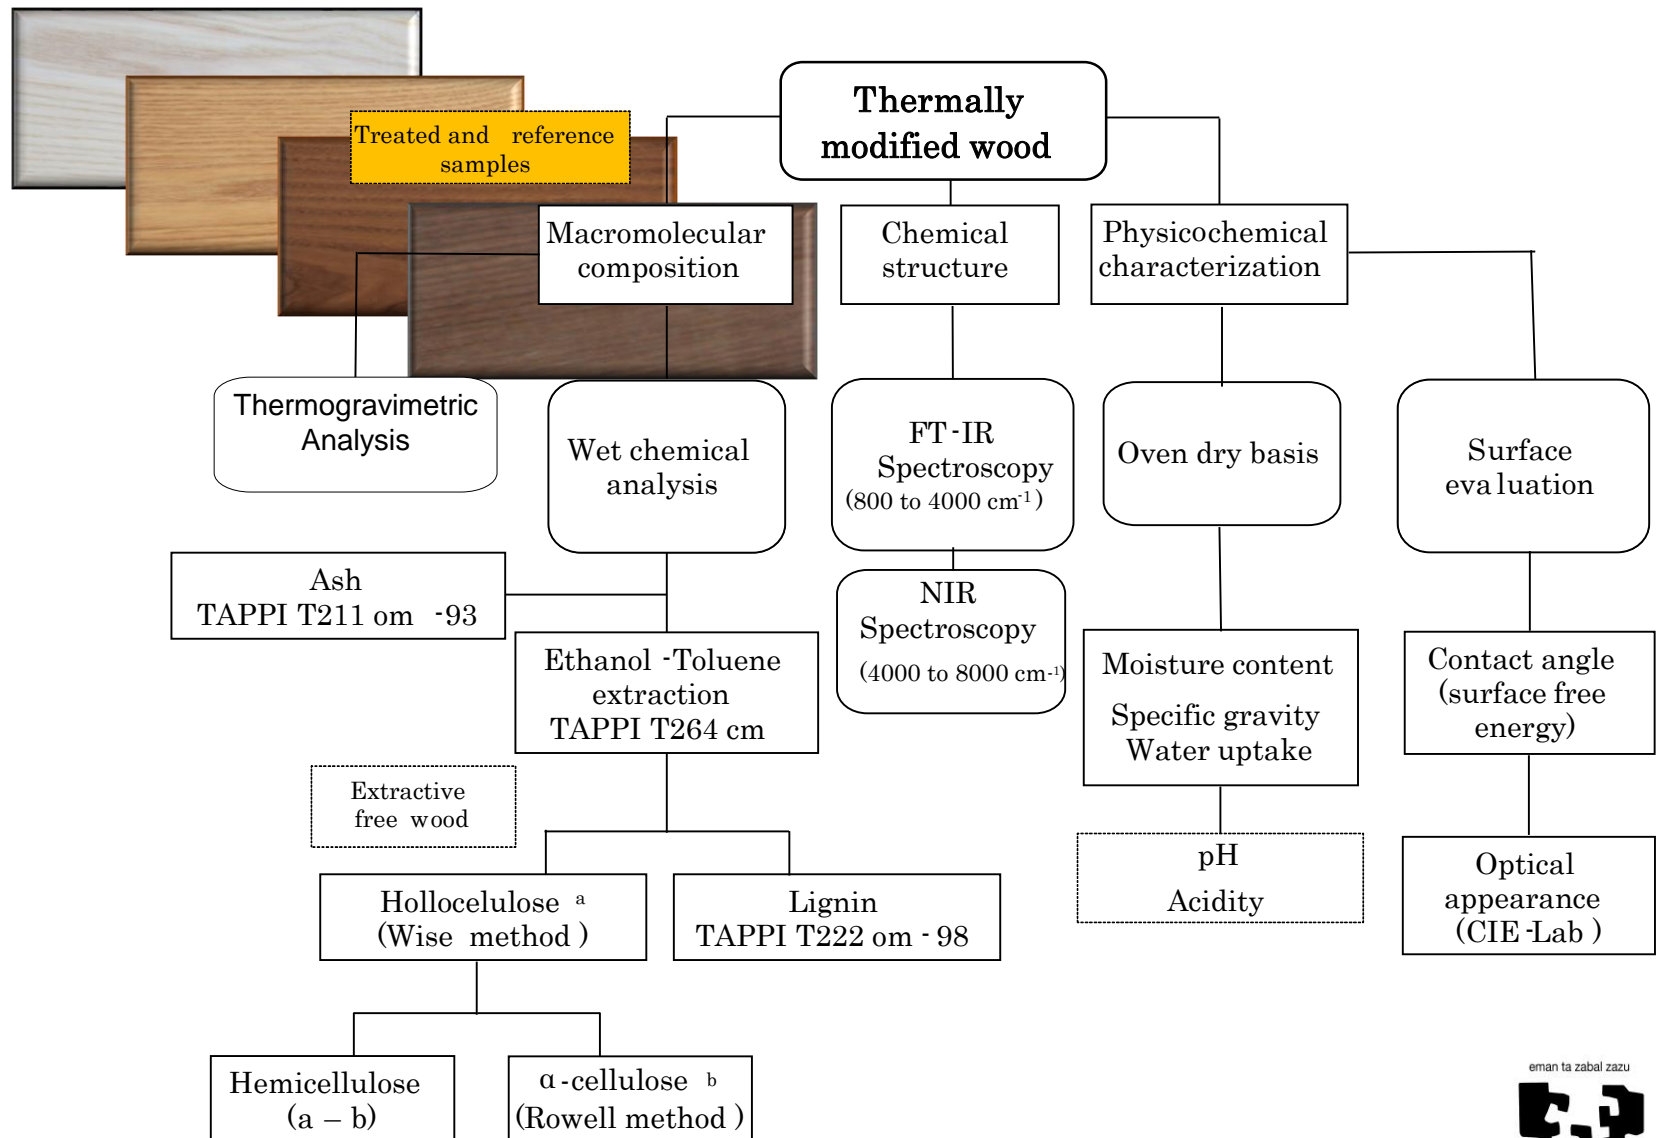 Thermally
modified wood
Treated and reference
samples
Macromolecular
composition
Chemical
structure
Physicochemical
characterization
Thermogravimetric
Analysis
Wet chemical
analysis
FT-IR
Spectroscopy
(800 to 4000 cm-1)
Oven dry basis
Surface
evaluation
Ash
TAPPI T211 om -93
NIR
Spectroscopy
(4000 to 8000 cm-1)
Ethanol -Toluene
extraction
TAPPI T264 cm
Moisture content
Specific gravity
Water uptake
Contact angle
(surface free
energy)
Extractive
free wood
pH
Acidity
Optical
appearance
(CIE-Lab)
Hollocelulose a
(Wise method)
Lignin
TAPPI T222 om - 98
Hemicellulose
(a – b)
α-cellulose b
(Rowell method)
eman ta zabal zazu